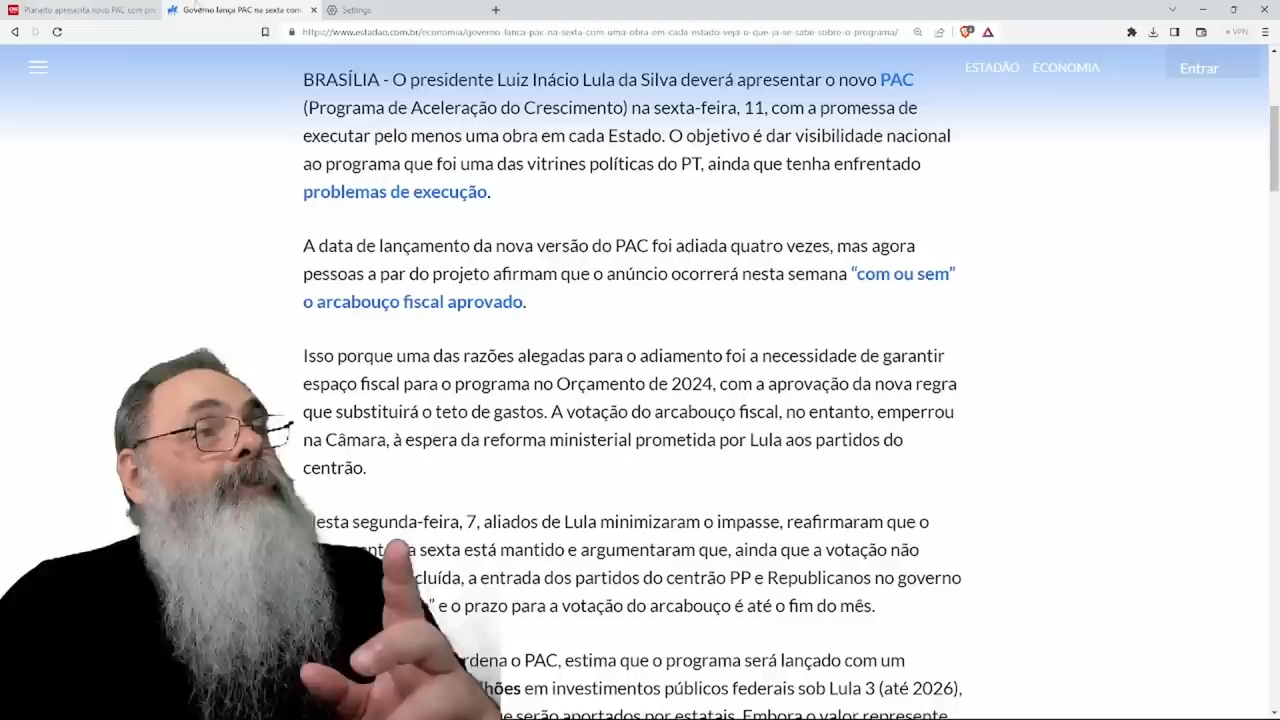 Planalto apresenta novo PAC com pre
Governo lança PAC na sexta com
Settings
https://www.estadao.com.br/economia/governo-lanca-pac-na-sexta-com-uma-obra-em-cada-estado-veja-o-que-ja-se-sabe-sobre-o-programa/
VPN
ESTADÃO ECONOMIA
Entrar
BRASÍLIA - O presidente Luiz Inácio Lula da Silva deverá apresentar o novo PAC
(Programa de Aceleração do Crescimento) na sexta-feira, 11, com a promessa de
executar pelo menos uma obra em cada Estado. O objetivo é dar visibilidade nacional
ao programa que foi uma das vitrines políticas do PT, ainda que tenha enfrentado
problemas de execução.
A data de lançamento da nova versão do PAC foi adiada quatro vezes, mas agora
pessoas a par do projeto afirmam que o anúncio ocorrerá nesta semana “com ou sem”
o arcabouço fiscal aprovado.
Isso porque uma das razões alegadas para o adiamento foi a necessidade de garantir
espaço fiscal para o programa no Orçamento de 2024, com a aprovação da nova regra
que substituirá o teto de gastos. A votação do arcabouço fiscal, no entanto, emperrou
na Câmara, à espera da reforma ministerial prometida por Lula aos partidos do
centrão.
esta segunda-feira, 7, aliados de Lula minimizaram o impasse, reafirmaram que o
a sexta está mantido e argumentaram que, ainda que a votação não
cluída, a entrada dos partidos do centrão PP e Republicanos no governo
” e o prazo para a votação do arcabouço é até o fim do mês.
rdena o PAC, estima que o programa será lançado com um
hões em investimentos públicos federais sob Lula 3 (até 2026),
e serão aportados por estatais. Embora o valor represente